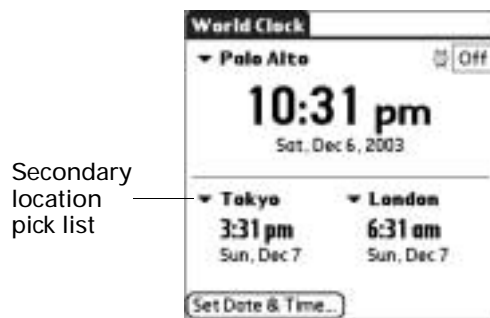 World Clock
Palo Alto
Off
10:31 pm
Sat, Dec 6, 2003
Secondary
location
pick list
Tokyo
London
3:31 pm
6:31 am
Sun, Dec 7
Sun, Dec 7
Set Date & Time...